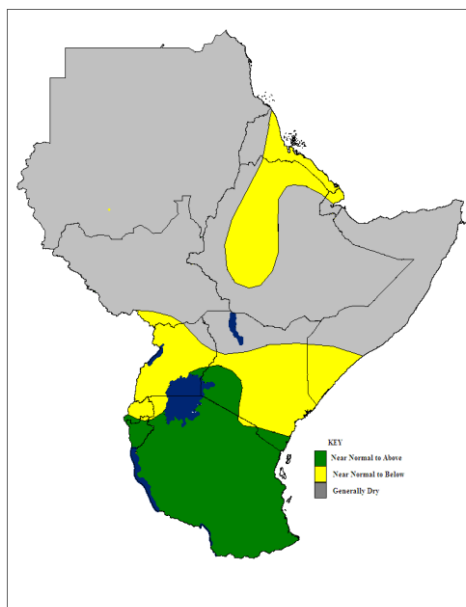 KEY
Near Normal to Above
Near Normal to Below
Generally Dry